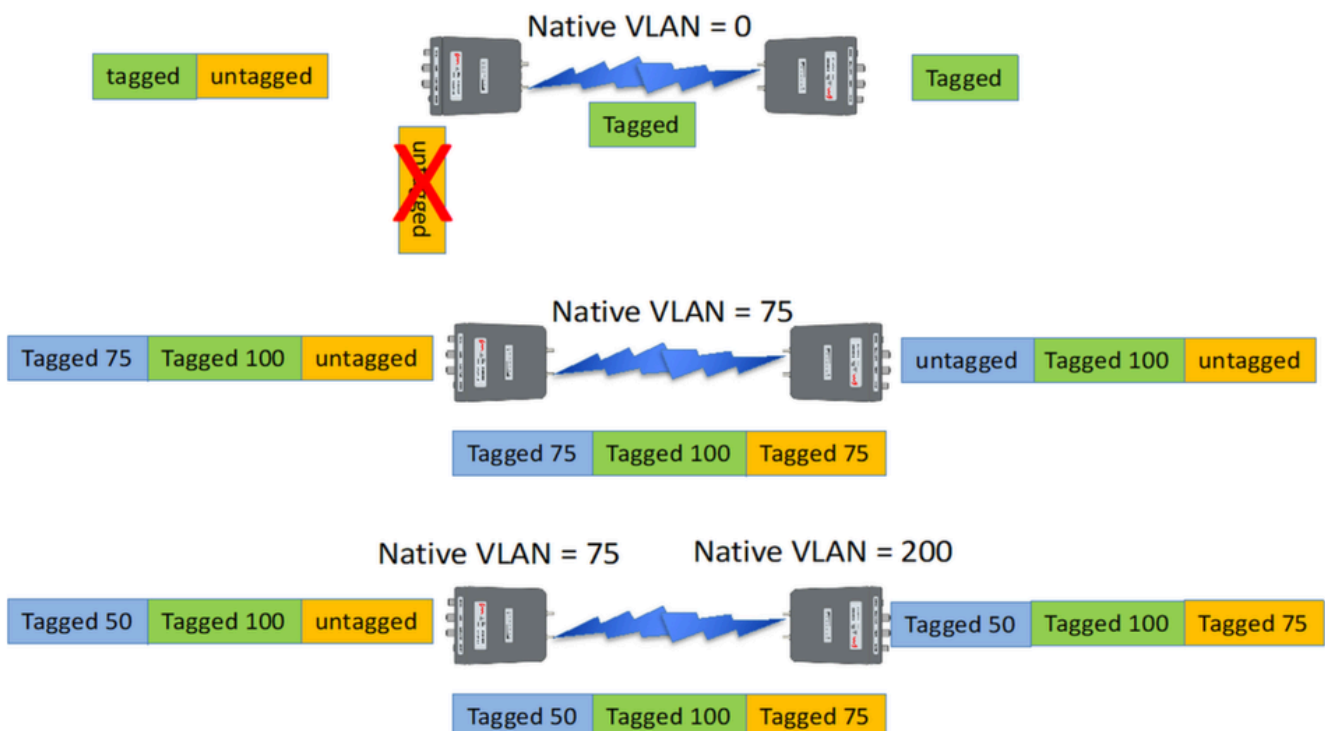 Native VLAN = 0
tagged untagged Tagged
Tagged
untagged
Native VLAN = 75
Tagged 75 Tagged 100 untagged untagged Tagged 100 untagged
Tagged 75 Tagged 100 Tagged 75
Native VLAN = 75 Native VLAN = 200
Tagged 50 Tagged 100 untagged Tagged 50 Tagged 100 Tagged 75
Tagged 50 Tagged 100 Tagged 75